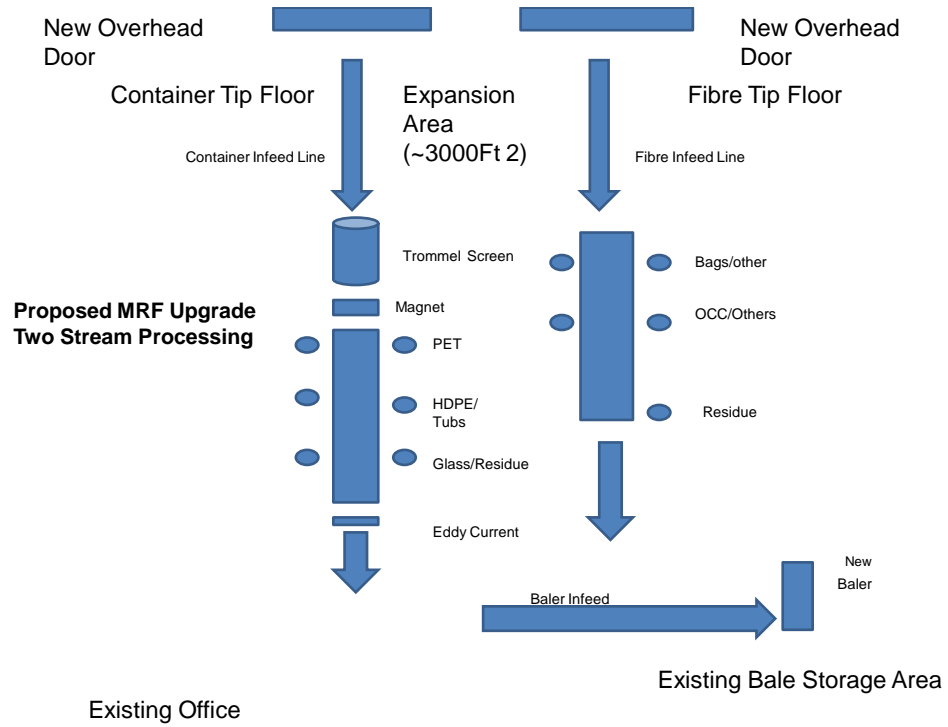 New Overhead
Door
New Overhead
Door
Container Tip Floor
Expansion
Area
(~3000Ft 2)
Fibre Tip Floor
Container Infeed Line
Fibre Infeed Line
Trommel Screen
Bags/other
Proposed MRF Upgrade
Two Stream Processing
Magnet
OCC/Others
PET
HDPE/
Tubs
Residue
Glass/Residue
Eddy Current
New
Baler
Baler Infeed
Existing Bale Storage Area
Existing Office